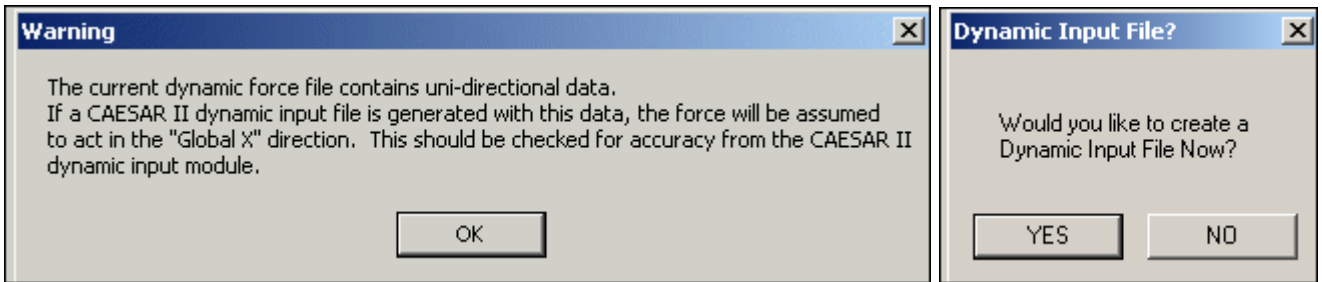 Warning
The current dynamic force file contains uni-directional data.
If a CAESAR II dynamic input file is generated with this data, the force will be assumed
to act in the "Global X" direction. This should be checked for accuracy from the CAESAR II
dynamic input module.
OK
Dynamic Input File?
Would you like to create a
Dynamic Input File Now?
YES
NO